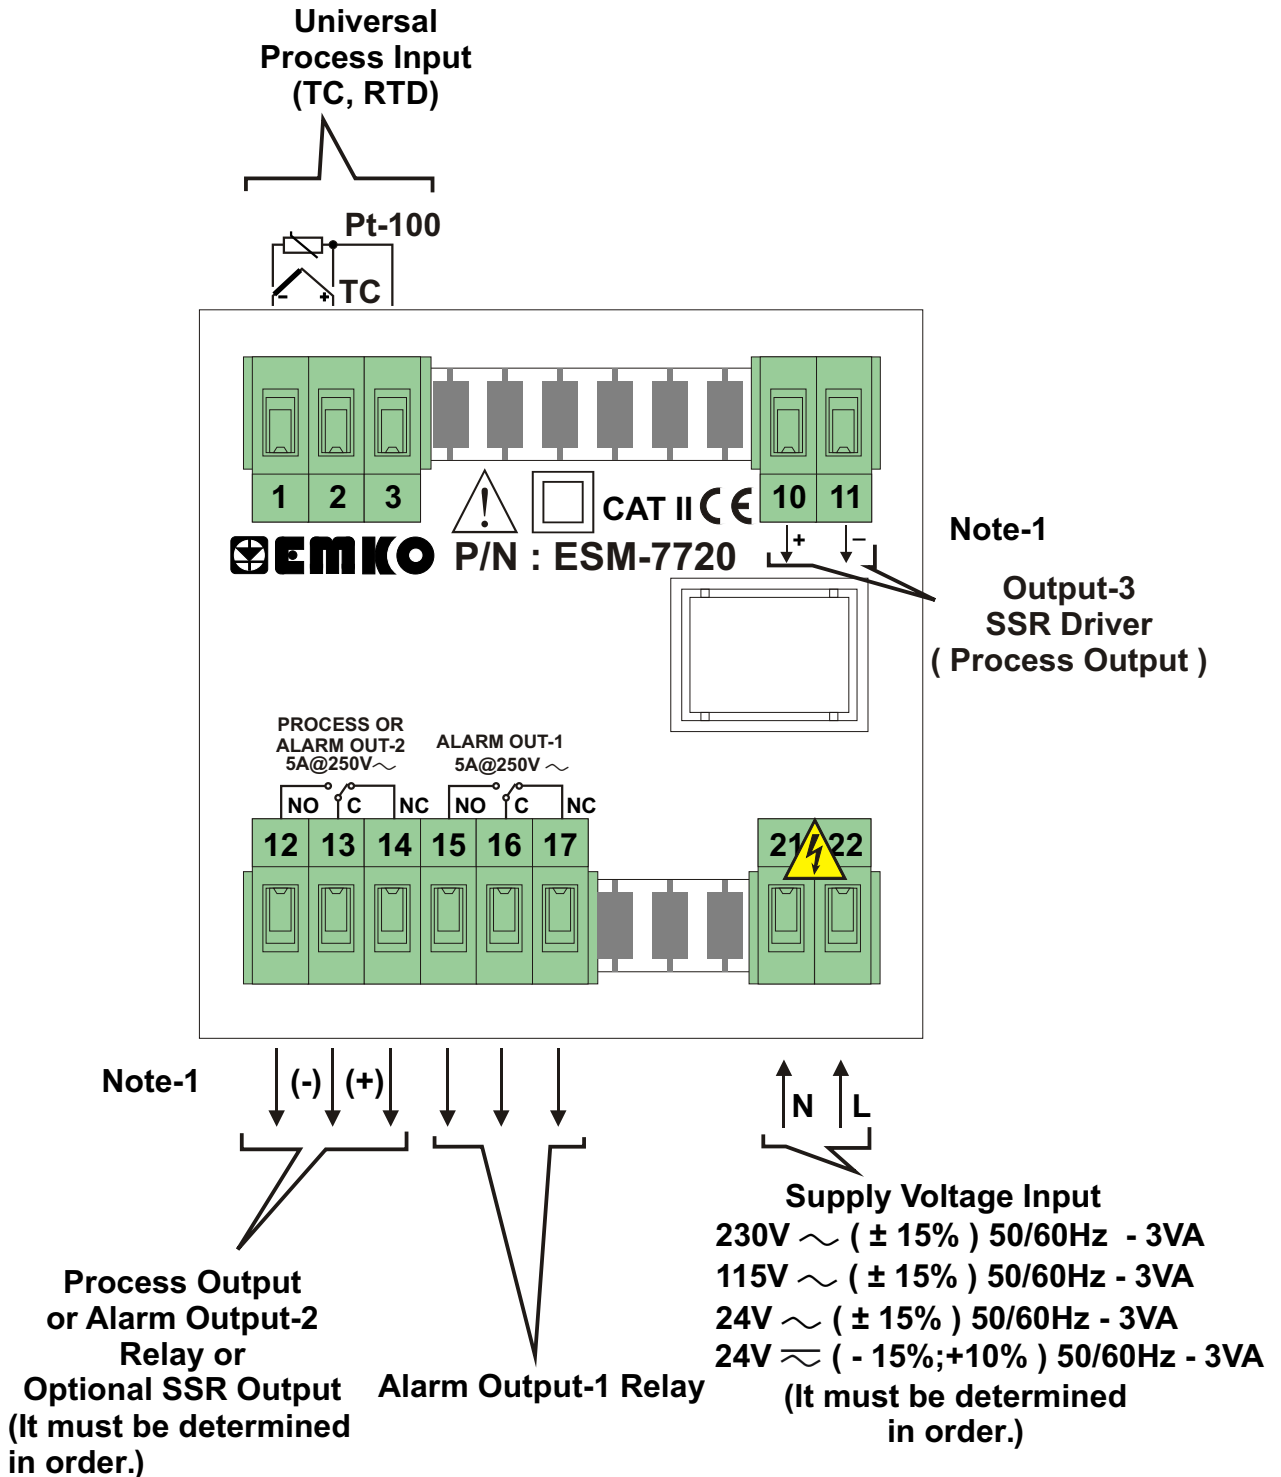 Universal
Process Input
(TC, RTD)
Pt-100
- + TC
1 2 3
10 11
CAT II CE
EMKO P/N : ESM-7720
+ -
Note-1
Output-3
SSR Driver
( Process Output )
PROCESS OR
ALARM OUT-2
5A@250V ~
NO C NC
ALARM OUT-1
5A@250V ~
NO C NC
12 13 14 15 16 17
21 22
Note-1 (-) (+)
N L
Process Output
or Alarm Output-2
Relay or
Optional SSR Output
(It must be determined
in order.)
Alarm Output-1 Relay
Supply Voltage Input
230V ~ ( ± 15% ) 50/60Hz - 3VA
115V ~ ( ± 15% ) 50/60Hz - 3VA
24V ~ ( ± 15% ) 50/60Hz - 3VA
24V ⏦ ( - 15%;+10% ) 50/60Hz - 3VA
(It must be determined
in order.)